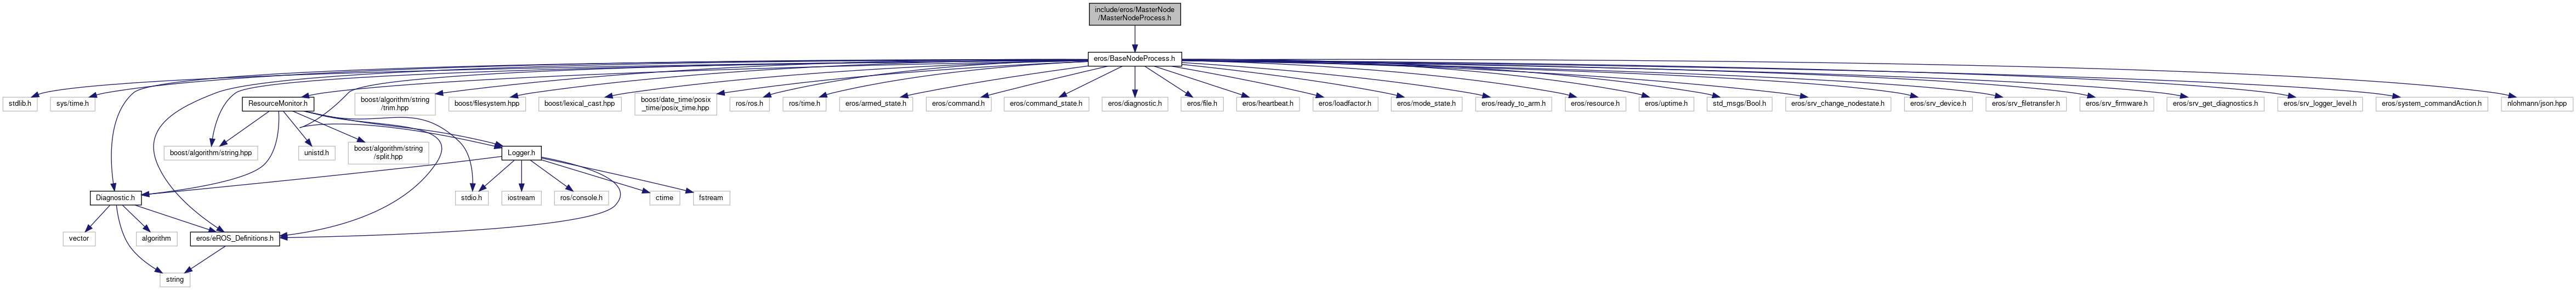 include/eros/MasterNode
/MasterNodeProcess.h
eros/BaseNodeProcess.h
stdlib.h
sys/time.h
ResourceMonitor.h
boost/algorithm/string
/trim.hpp
boost/filesystem.hpp
boost/lexical_cast.hpp
boost/date_time/posix
_time/posix_time.hpp
ros/ros.h
ros/time.h
eros/armed_state.h
eros/command.h
eros/command_state.h
eros/diagnostic.h
eros/file.h
eros/heartbeat.h
eros/loadfactor.h
eros/mode_state.h
eros/ready_to_arm.h
eros/resource.h
eros/uptime.h
std_msgs/Bool.h
eros/srv_change_nodestate.h
eros/srv_device.h
eros/srv_filetransfer.h
eros/srv_firmware.h
eros/srv_get_diagnostics.h
eros/srv_logger_level.h
eros/system_commandAction.h
nlohmann/json.hpp
boost/algorithm/string.hpp
unistd.h
boost/algorithm/string
/split.hpp
Logger.h
Diagnostic.h
stdio.h
iostream
ros/console.h
ctime
fstream
vector
algorithm
eros/eROS_Definitions.h
string